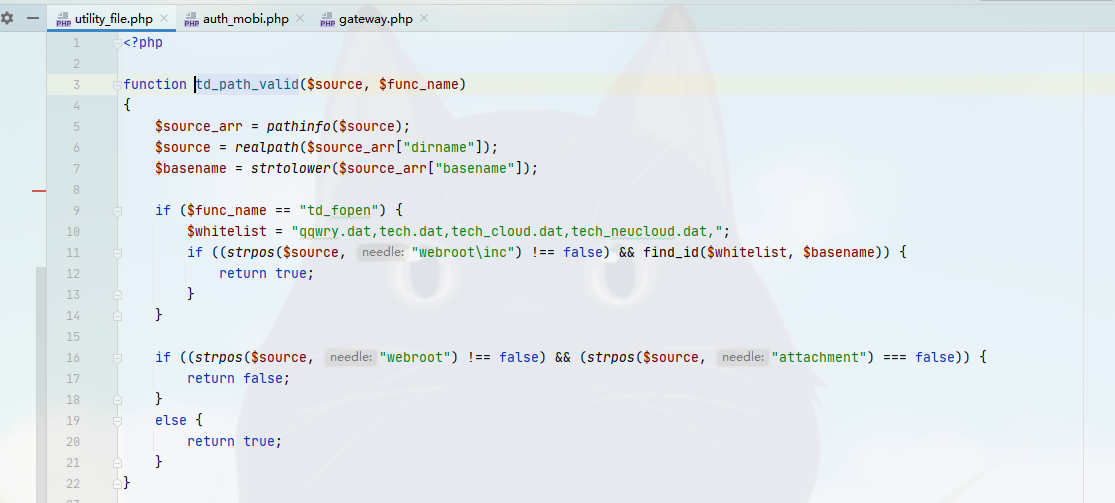 utility_file.php × auth_mobi.php × gateway.php ×
1 <?php
2
3 function td_path_valid($source, $func_name)
4 {
5 $source_arr = pathinfo($source);
6 $source = realpath($source_arr["dirname"]);
7 $basename = strtolower($source_arr["basename"]);
8
9 if ($func_name == "td_fopen") {
10 $whitelist = "qqwry.dat,tech.dat,tech_cloud.dat,tech_neucloud.dat,";
11 if ((strpos($source, needle: "webroot\inc") !== false) && find_id($whitelist, $basename)) {
12 return true;
13 }
14 }
15
16 if ((strpos($source, needle: "webroot") !== false) && (strpos($source, needle: "attachment") === false)) {
17 return false;
18 }
19 else {
20 return true;
21 }
22 }